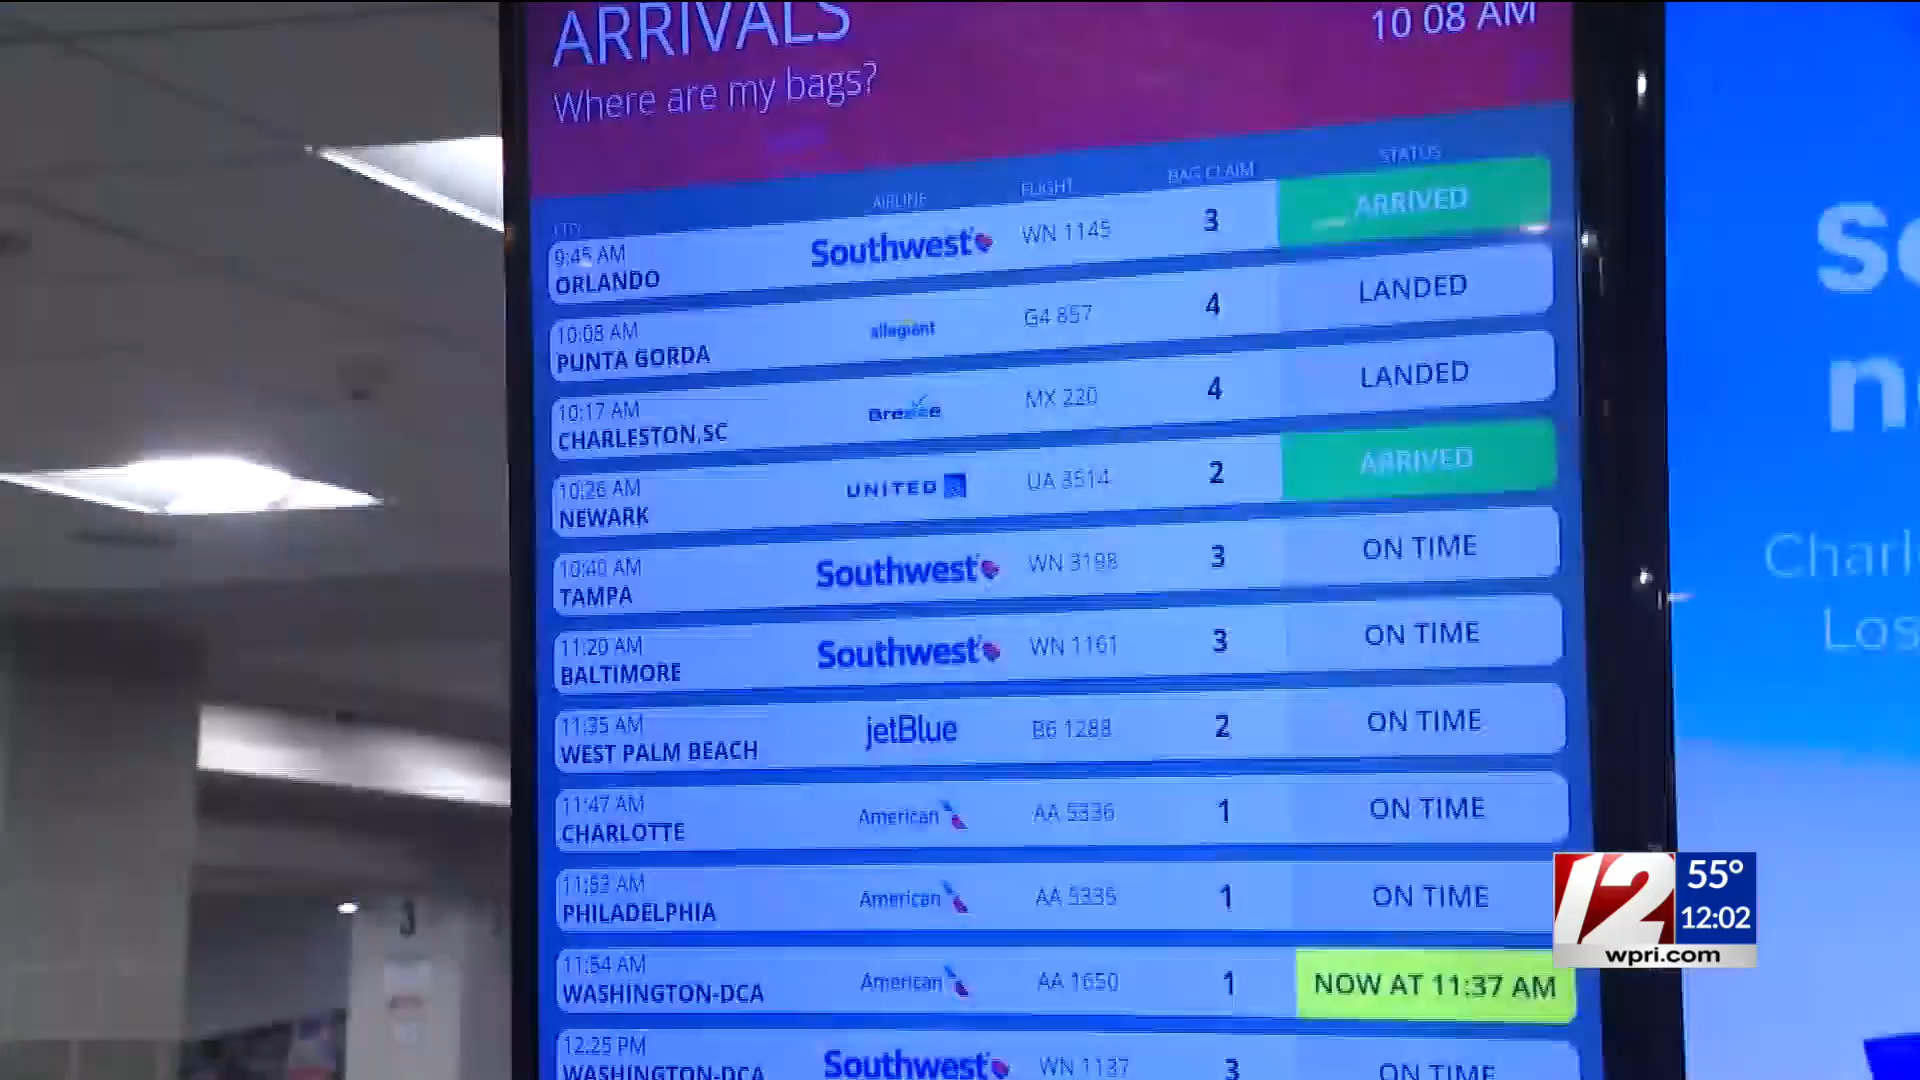 ARRIVALS
10 08 AM
Where are my bags?
CITY AIRLINE FLIGHT BAG CLAIM STATUS
9:45 AM
ORLANDO Southwest WN 1145 3 ARRIVED
10:08 AM
PUNTA GORDA allegiant G4 857 4 LANDED
10:17 AM
CHARLESTON,SC Breeze MX 220 4 LANDED
10:26 AM
NEWARK UNITED UA 3514 2 ARRIVED
10:40 AM
TAMPA Southwest WN 3198 3 ON TIME
11:20 AM
BALTIMORE Southwest WN 1161 3 ON TIME
11:35 AM
WEST PALM BEACH jetBlue B6 1288 2 ON TIME
11:47 AM
CHARLOTTE American AA 5336 1 ON TIME
11:53 AM
PHILADELPHIA American AA 5335 1 ON TIME
11:54 AM
WASHINGTON-DCA American AA 1650 1 NOW AT 11:37 AM
12:25 PM
WASHINGTON-DCA Southwest WN 1137 3 ON TIME
3
Charl
Los
12 55°
12:02
wpri.com